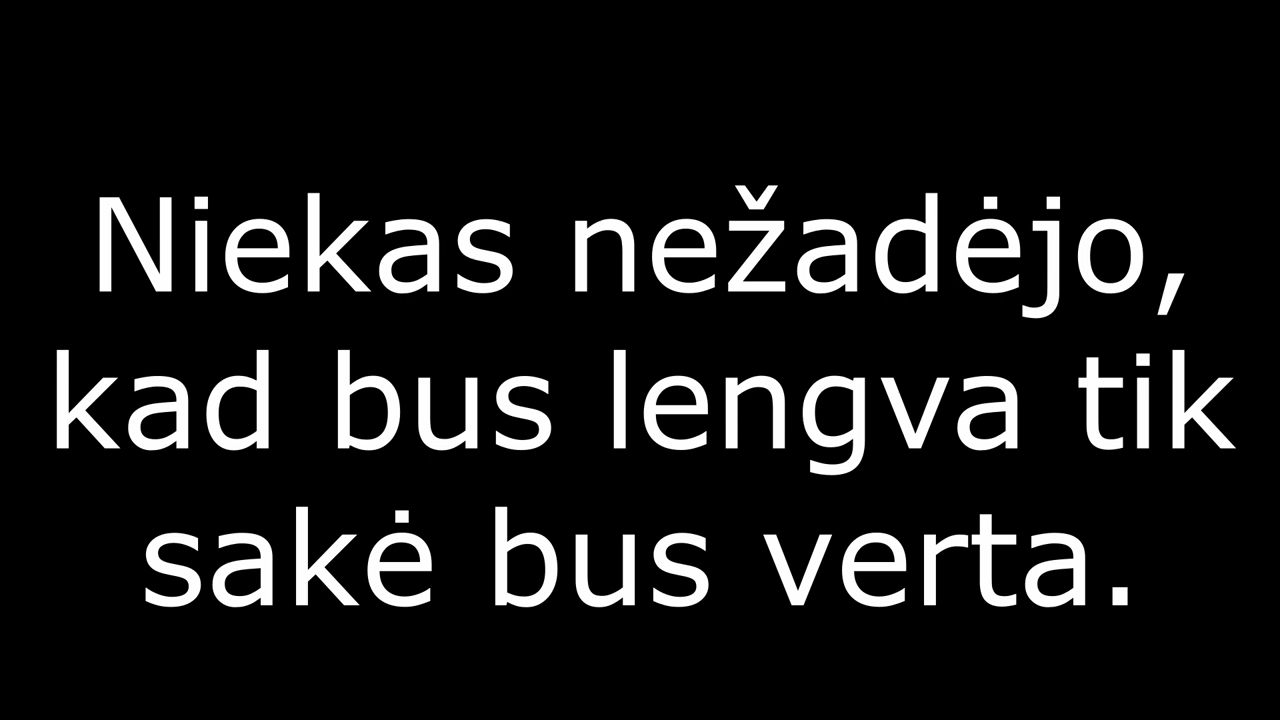 Niekas nežadėjo,
kad bus lengva tik
sakė bus verta.